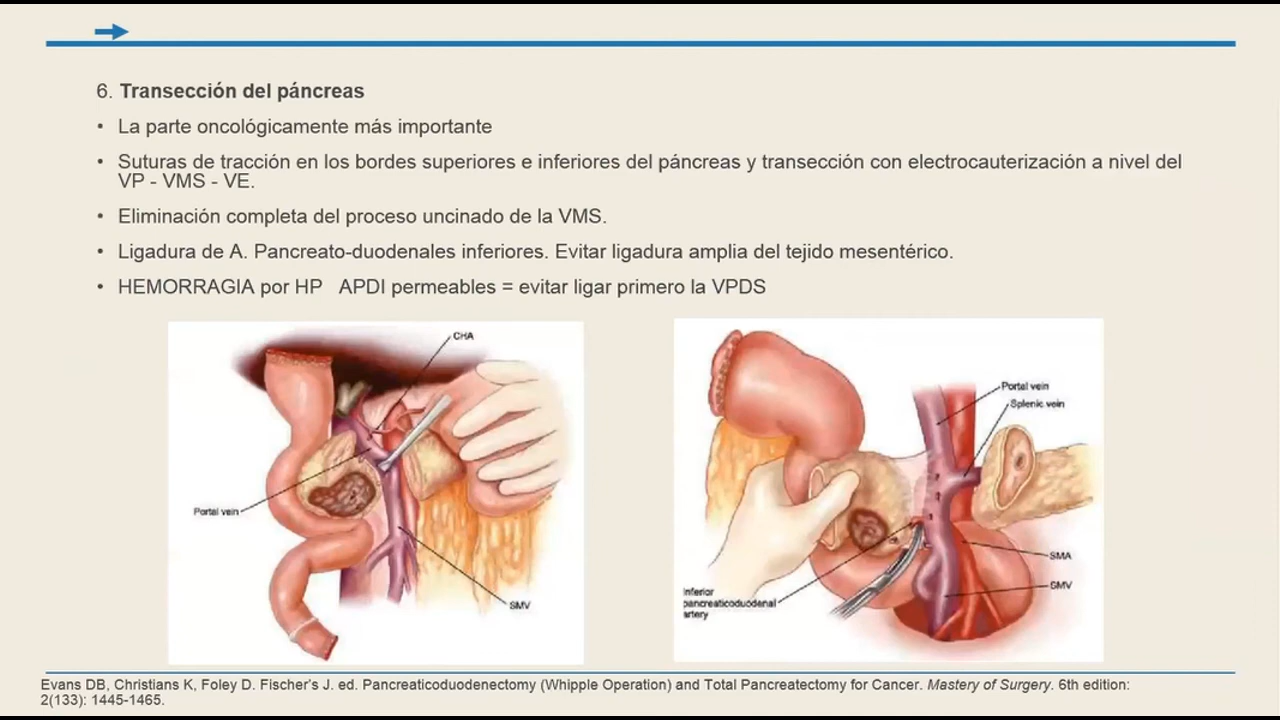 6. Transección del páncreas
• La parte oncológicamente más importante
• Suturas de tracción en los bordes superiores e inferiores del páncreas y transección con electrocauterización a nivel del
VP - VMS - VE.
• Eliminación completa del proceso uncinado de la VMS.
• Ligadura de A. Pancreato-duodenales inferiores. Evitar ligadura amplia del tejido mesentérico.
• HEMORRAGIA por HP APDI permeables = evitar ligar primero la VPDS
CHA
Portal vein
SMV
Portal vein
Splenic vein
SMA
SMV
Inferior
pancreaticoduodenal
artery
Evans DB, Christians K, Foley D. Fischer's J. ed. Pancreaticoduodenectomy (Whipple Operation) and Total Pancreatectomy for Cancer. Mastery of Surgery. 6th edition:
2(133): 1445-1465.